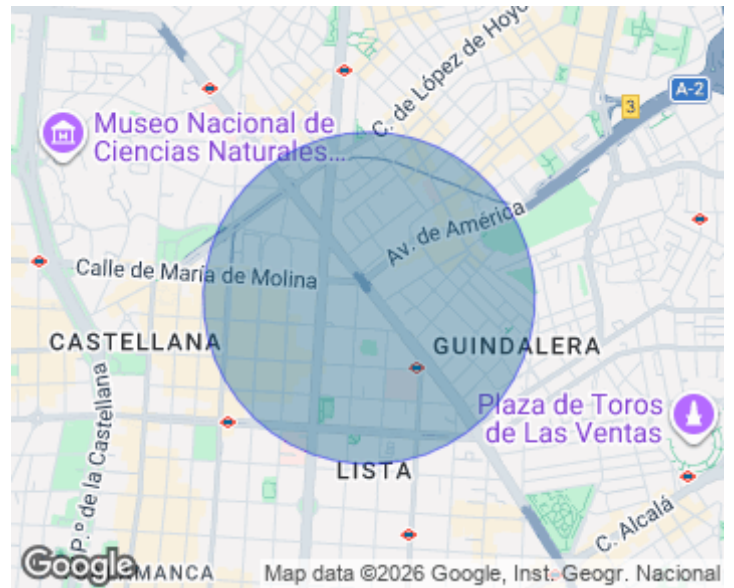 C. de López de Hoyo
A-2
3
Museo Nacional de
Ciencias Naturales...
Av. de América
Calle de María de Molina
CASTELLANA
GUINDALERA
P.º de la Castellana
Plaza de Toros
de Las Ventas
LISTA
C. Alcalá
Google
AMANCA
Map data ©2026 Google, Inst. Geogr. Nacional